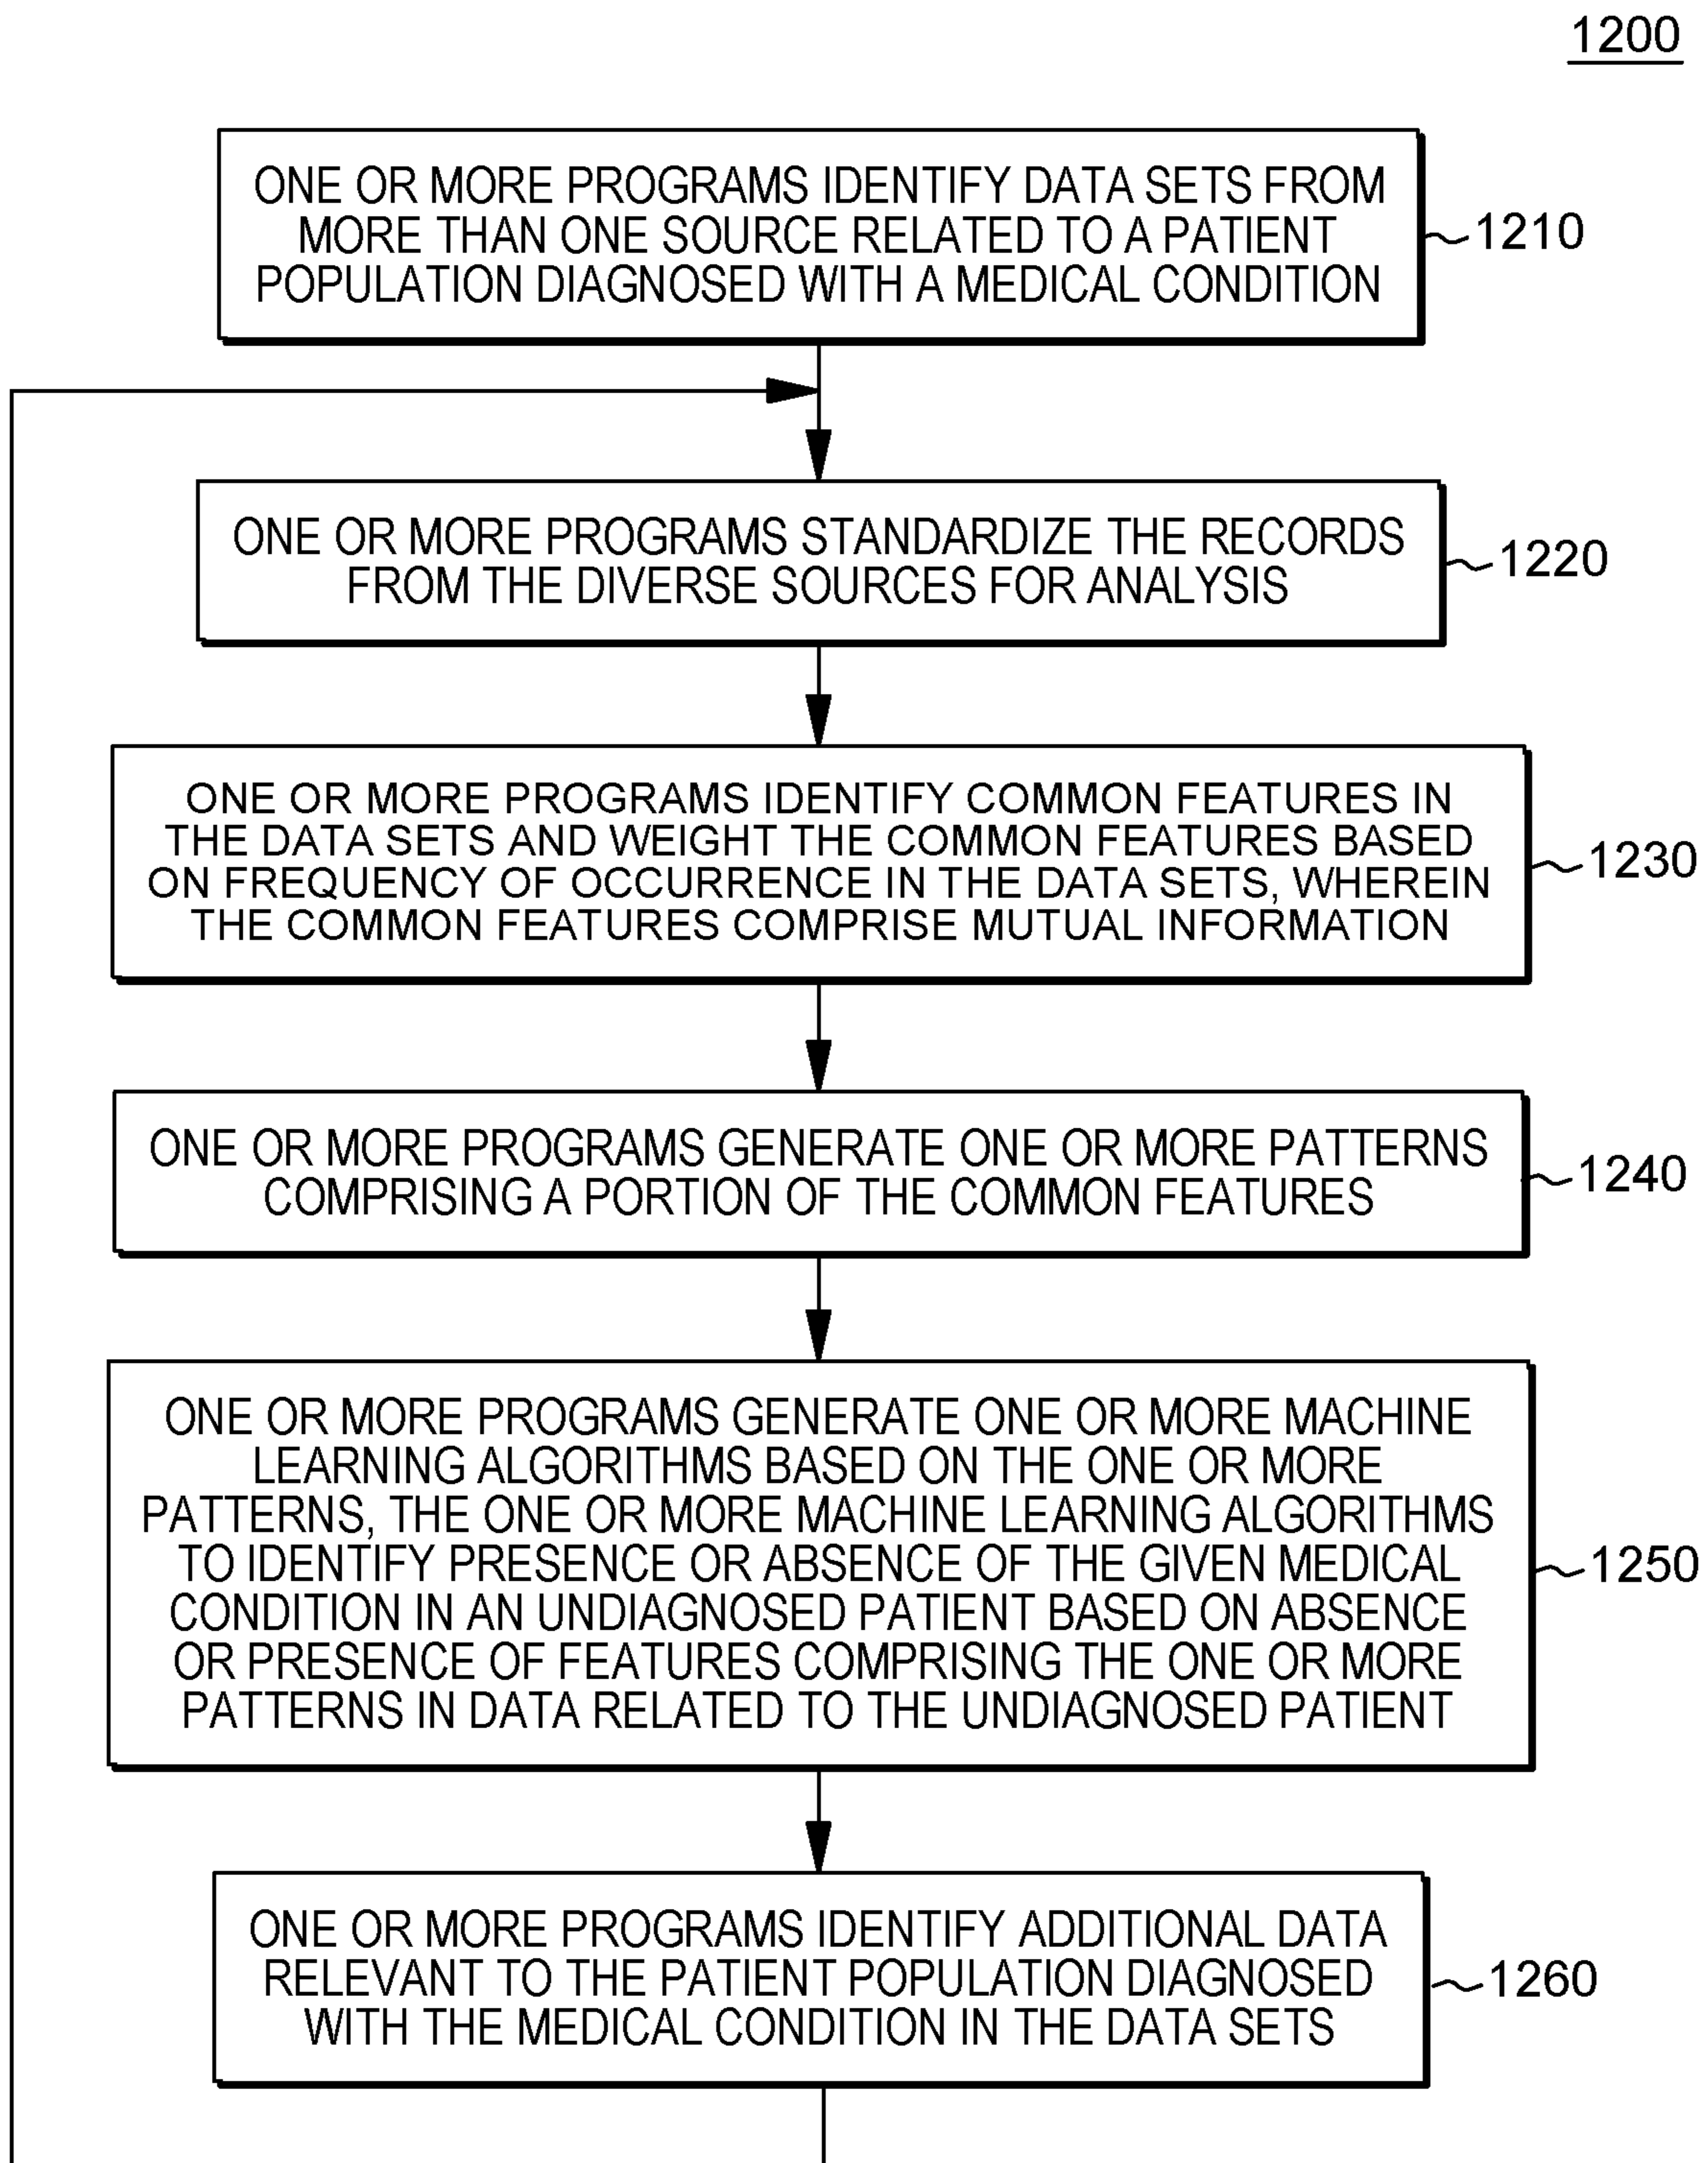 1200
ONE OR MORE PROGRAMS IDENTIFY DATA SETS FROM
MORE THAN ONE SOURCE RELATED TO A PATIENT
POPULATION DIAGNOSED WITH A MEDICAL CONDITION
1210
ONE OR MORE PROGRAMS STANDARDIZE THE RECORDS
FROM THE DIVERSE SOURCES FOR ANALYSIS
1220
ONE OR MORE PROGRAMS IDENTIFY COMMON FEATURES IN
THE DATA SETS AND WEIGHT THE COMMON FEATURES BASED
ON FREQUENCY OF OCCURRENCE IN THE DATA SETS, WHEREIN
THE COMMON FEATURES COMPRISE MUTUAL INFORMATION
1230
ONE OR MORE PROGRAMS GENERATE ONE OR MORE PATTERNS
COMPRISING A PORTION OF THE COMMON FEATURES
1240
ONE OR MORE PROGRAMS GENERATE ONE OR MORE MACHINE
LEARNING ALGORITHMS BASED ON THE ONE OR MORE
PATTERNS, THE ONE OR MORE MACHINE LEARNING ALGORITHMS
TO IDENTIFY PRESENCE OR ABSENCE OF THE GIVEN MEDICAL
CONDITION IN AN UNDIAGNOSED PATIENT BASED ON ABSENCE
OR PRESENCE OF FEATURES COMPRISING THE ONE OR MORE
PATTERNS IN DATA RELATED TO THE UNDIAGNOSED PATIENT
1250
ONE OR MORE PROGRAMS IDENTIFY ADDITIONAL DATA
RELEVANT TO THE PATIENT POPULATION DIAGNOSED
WITH THE MEDICAL CONDITION IN THE DATA SETS
1260